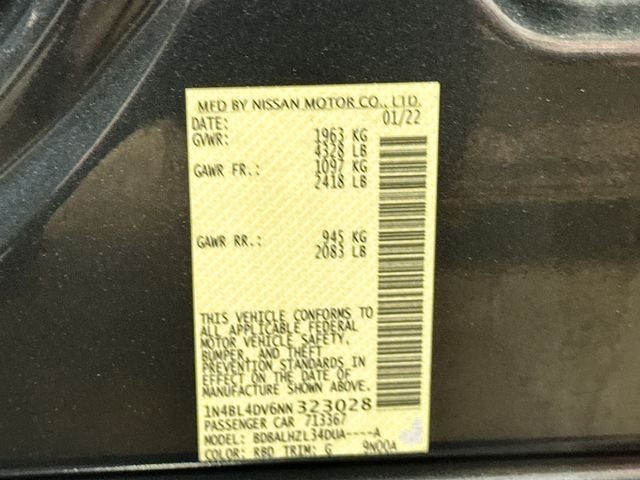 MFD BY NISSAN MOTOR CO., LTD.
DATE: 01/22
GVWR: 1963 KG
4328 LB
GAWR FR.: 1097 KG
2418 LB
GAWR RR.: 945 KG
2083 LB
THIS VEHICLE CONFORMS TO
ALL APPLICABLE FEDERAL
MOTOR VEHICLE SAFETY,
BUMPER, AND THEFT
PREVENTION STANDARDS IN
EFFECT ON THE DATE OF
MANUFACTURE SHOWN ABOVE.
1N4BL4DV6NN323028
PASSENGER CAR 713367
MODEL: BDBALHZL34DUA----A
COLOR: RBD TRIM: G 9N00A